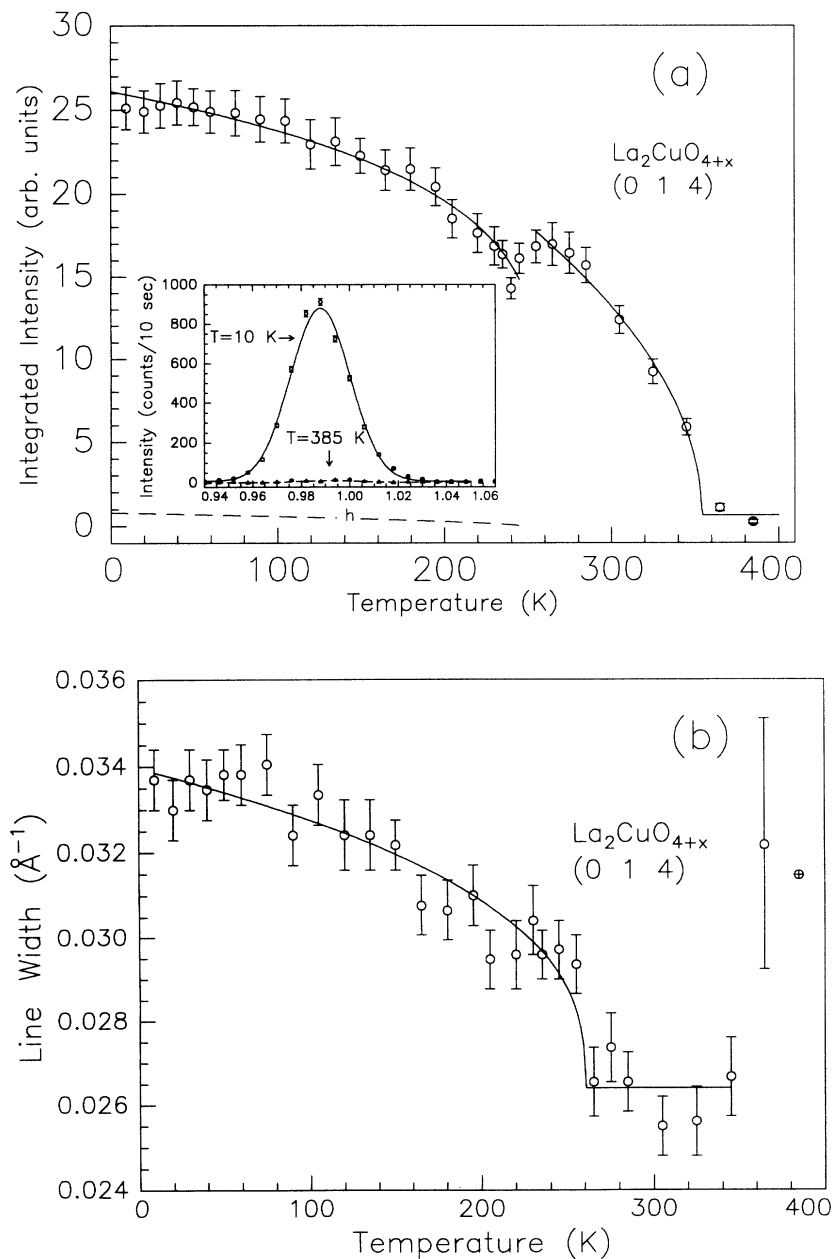 30
25
20
15
10
5
0
Integrated Intensity (arb. units)
(a)
La₂CuO₄₊ₓ
(0 1 4)
1000
800
600
400
200
0
Intensity (counts/10 sec)
T=10 K→
T=385 K
↓
0.94 0.96 0.98 1.00 1.02 1.04 1.06
h
0 100 200 300 400
Temperature (K)
0.036
0.034
0.032
0.030
0.028
0.026
0.024
Line Width (Å⁻¹)
(b)
La₂CuO₄₊ₓ
(0 1 4)
0 100 200 300 400
Temperature (K)